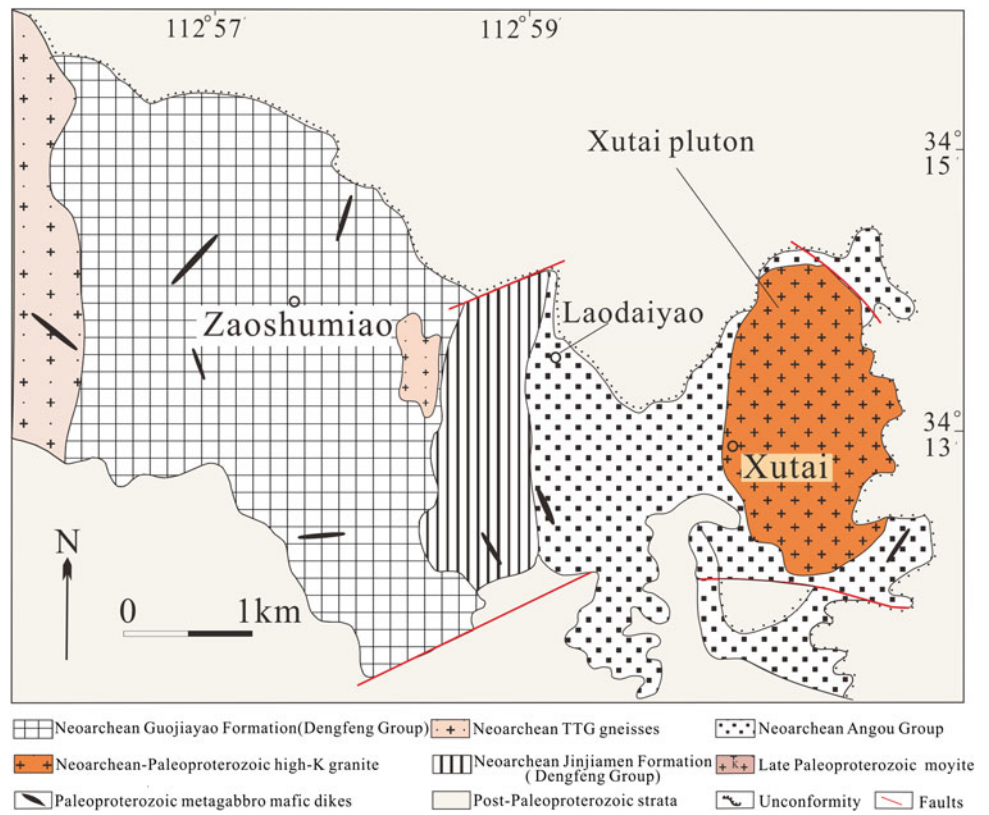 112°57′
112°59′
34°
15′
Xutai pluton
Laodaiyao
Zaoshumiao
34°
13′
Xutai
N
0 1km
Neoarchean Guojiayao Formation(Dengfeng Group)
Neoarchean TTG gneisses
Neoarchean Angou Group
Neoarchean-Paleoproterozoic high-K granite
Neoarchean Jinjiamen Formation
( Dengfeng Group)
K
Late Paleoproterozoic moyite
Paleoproterozoic metagabbro mafic dikes
Post-Paleoproterozoic strata
Unconformity
Faults